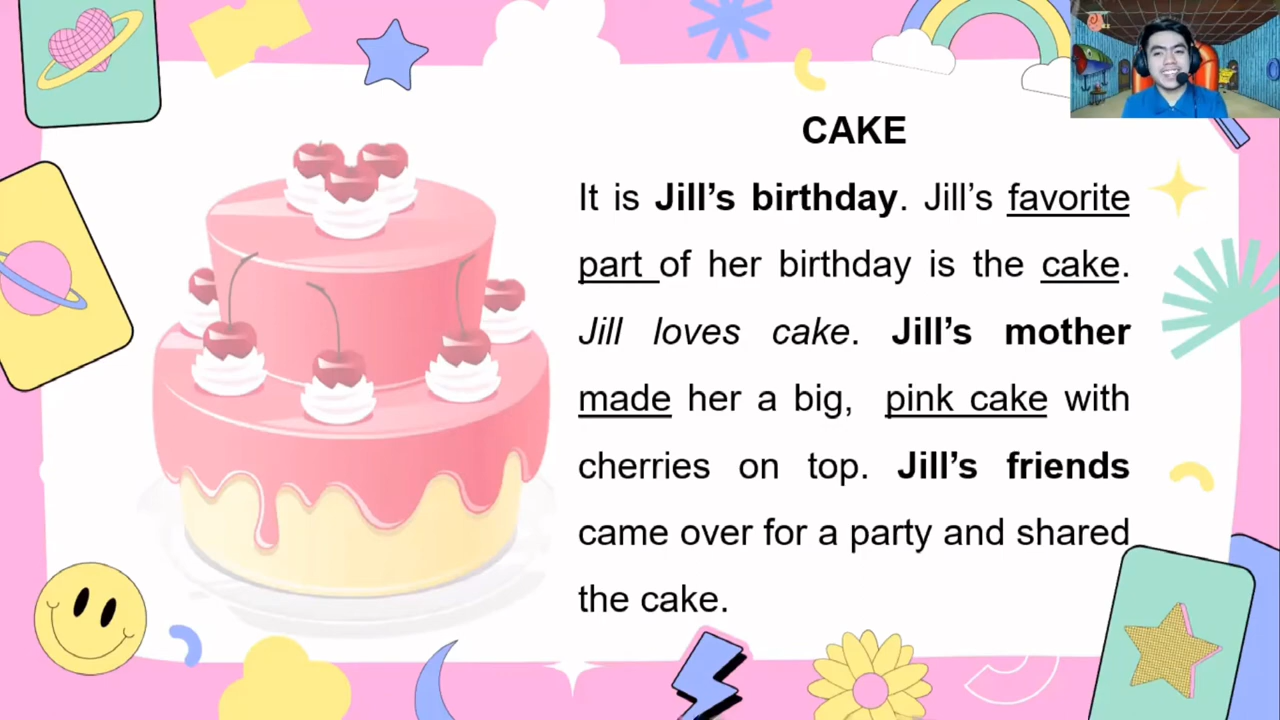 CAKE
It is Jill’s birthday. Jill’s favorite
part of her birthday is the cake.
Jill loves cake. Jill’s mother
made her a big, pink cake with
cherries on top. Jill’s friends
came over for a party and shared
the cake.